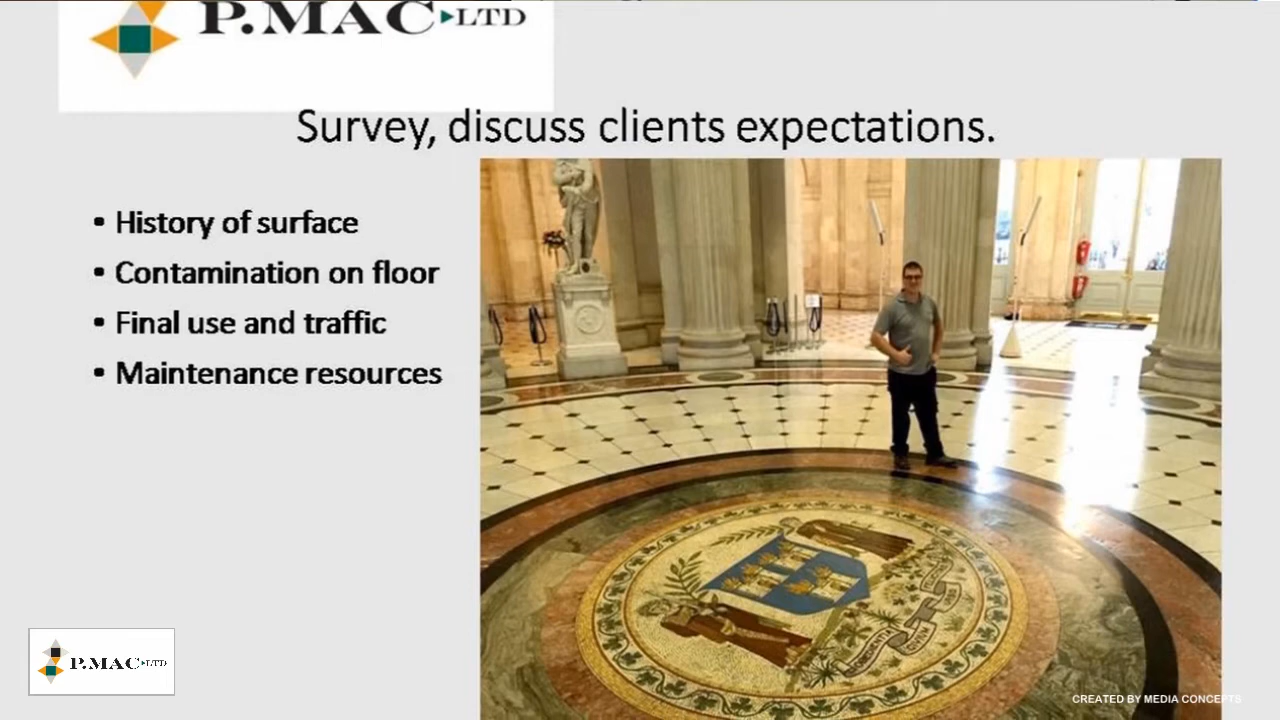 P.MAC LTD
Survey, discuss clients expectations.
• History of surface
• Contamination on floor
• Final use and traffic
• Maintenance resources
P.MAC LTD
CREATED BY MEDIA CONCEPTS